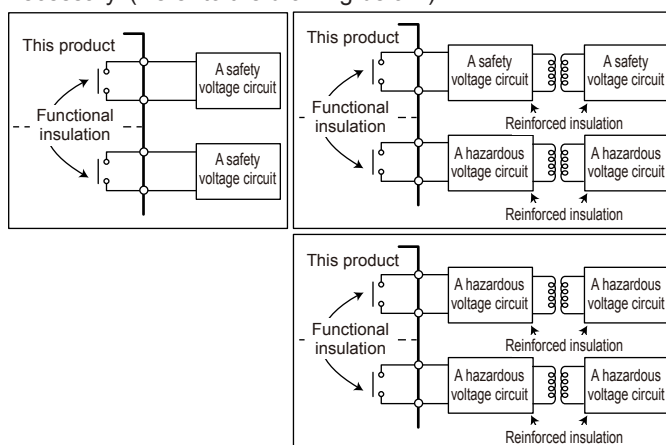 This product
A safety
voltage circuit
Functional
insulation
A safety
voltage circuit
This product
A safety
voltage circuit
A safety
voltage circuit
Reinforced insulation
Functional
insulation
A hazardous
voltage circuit
A hazardous
voltage circuit
Reinforced insulation
This product
A hazardous
voltage circuit
A hazardous
voltage circuit
Reinforced insulation
Functional
insulation
A hazardous
voltage circuit
A hazardous
voltage circuit
Reinforced insulation